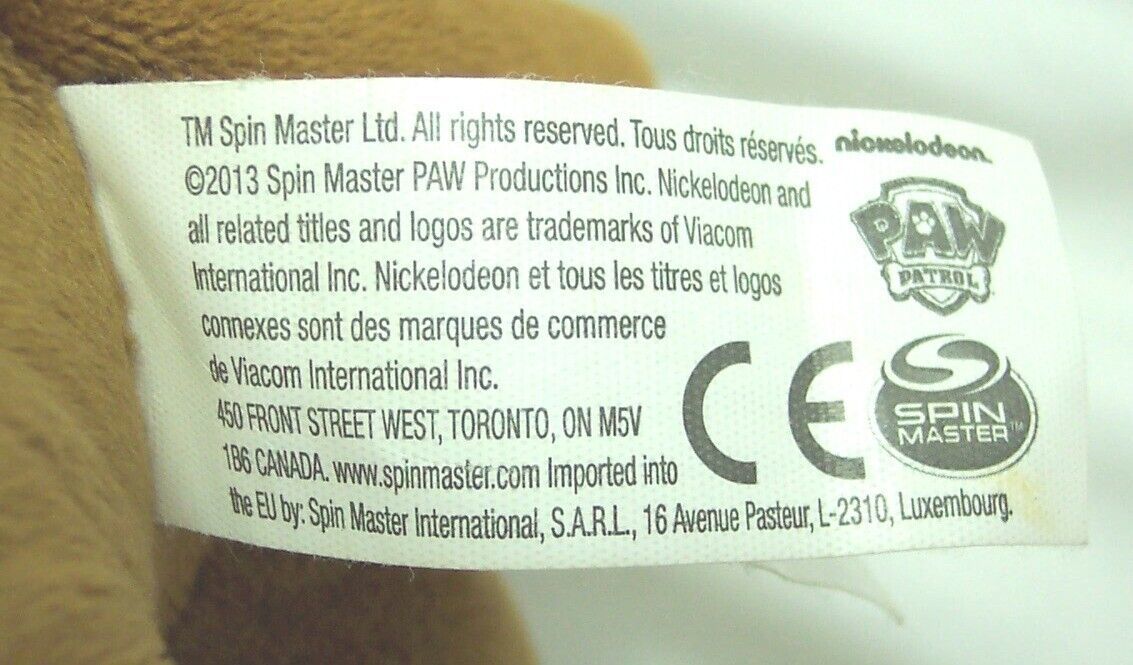 TM Spin Master Ltd. All rights reserved. Tous droits réservés.
©2013 Spin Master PAW Productions Inc. Nickelodeon and
all related titles and logos are trademarks of Viacom
International Inc. Nickelodeon et tous les titres et logos
connexes sont des marques de commerce
de Viacom International Inc.
450 FRONT STREET WEST, TORONTO, ON M5V
1B6 CANADA. www.spinmaster.com Imported into
the EU by: Spin Master International, S.A.R.L., 16 Avenue Pasteur, L-2310, Luxembourg.
nickelodeon
PAW
PATROL
CE
SPIN
MASTER™